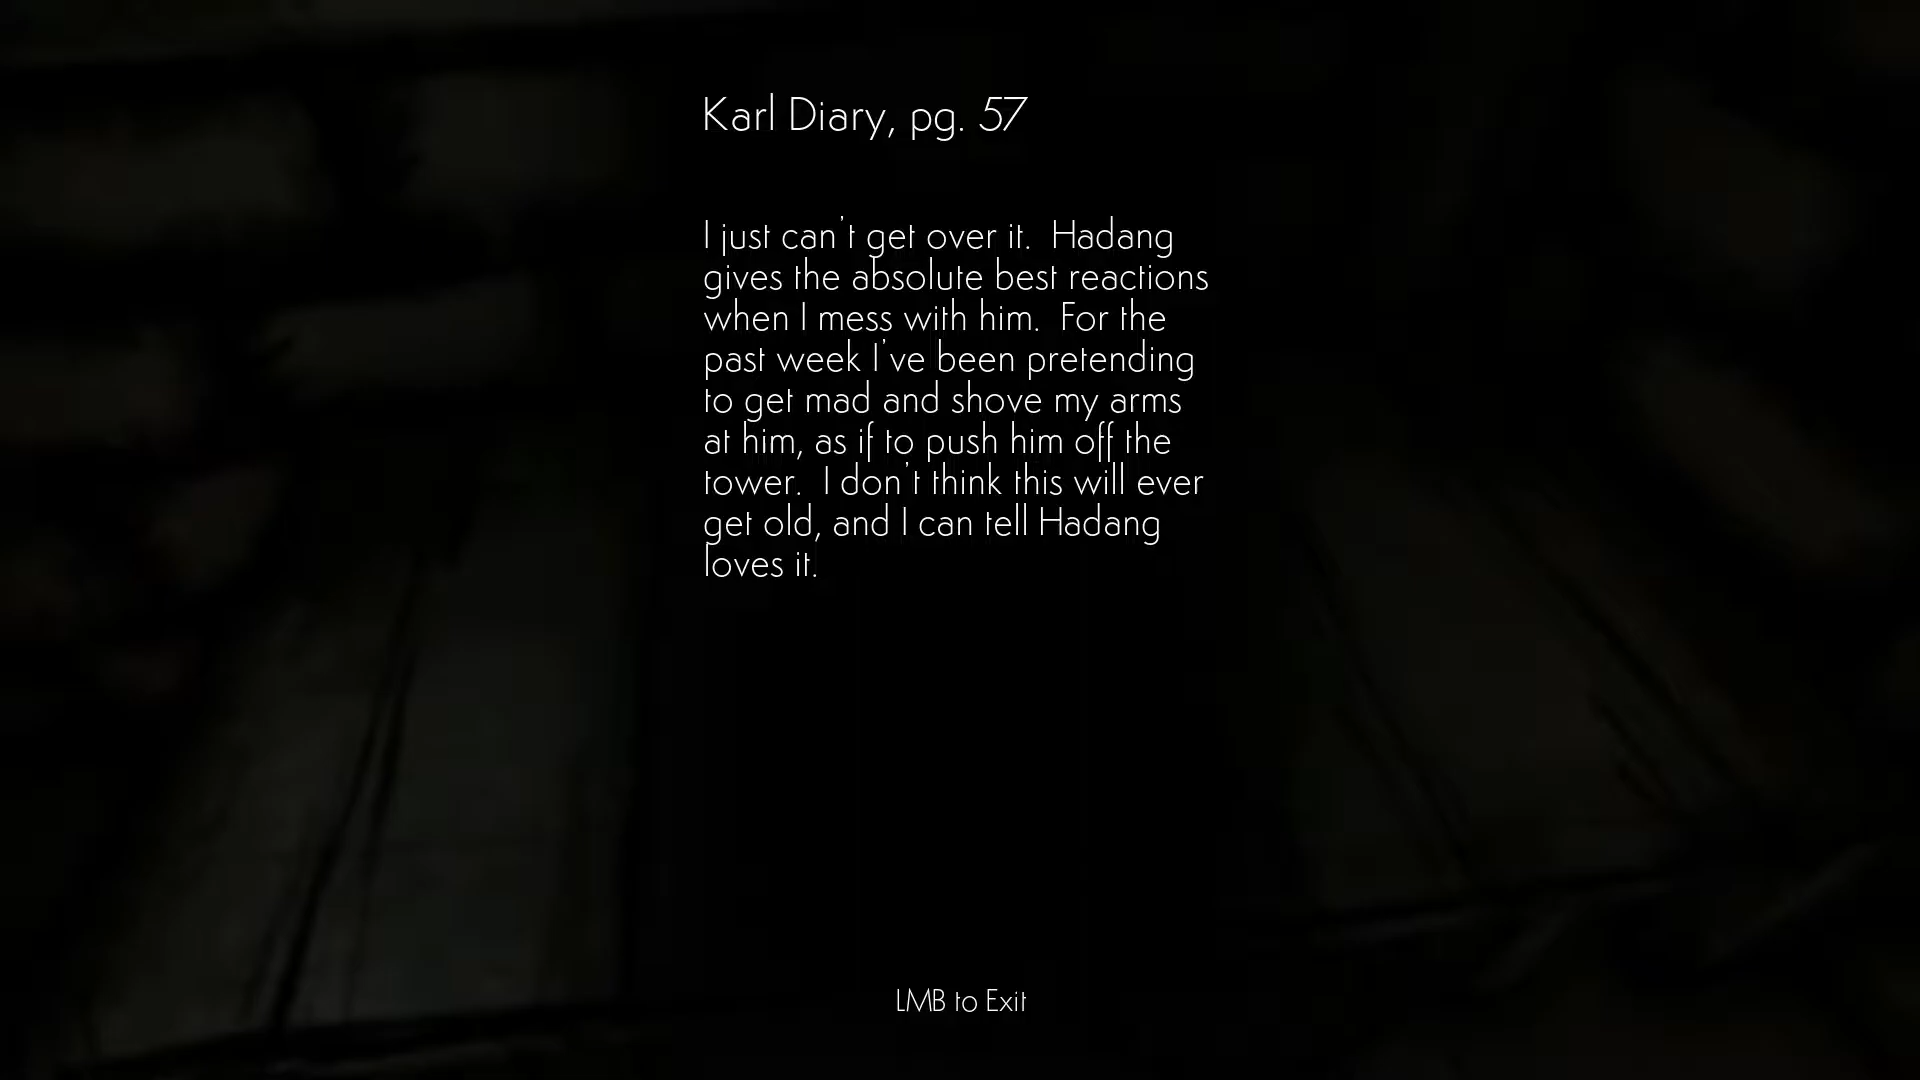 Karl Diary, pg. 57
I just can't get over it.  Hadang
gives the absolute best reactions
when I mess with him.  For the
past week I've been pretending
to get mad and shove my arms
at him, as if to push him off the
tower.  I don't think this will ever
get old, and I can tell Hadang
loves it.
LMB to Exit